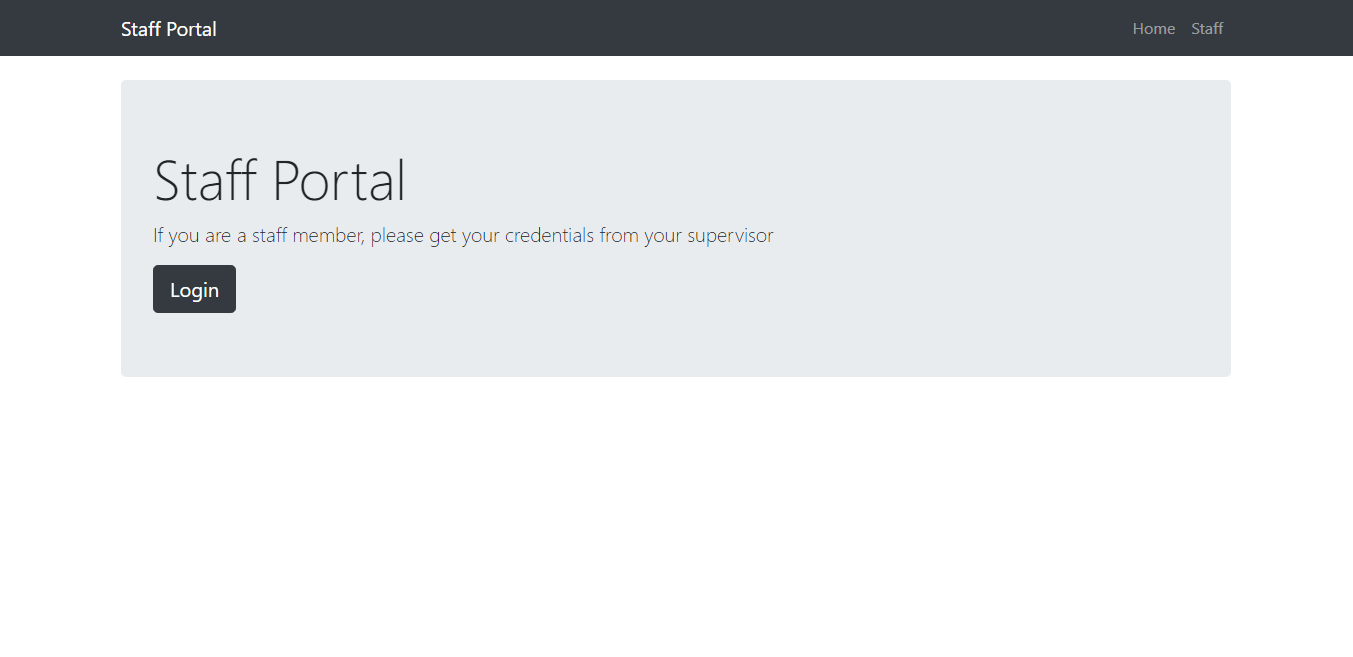 Staff Portal
Home Staff
Staff Portal
If you are a staff member, please get your credentials from your supervisor
Login